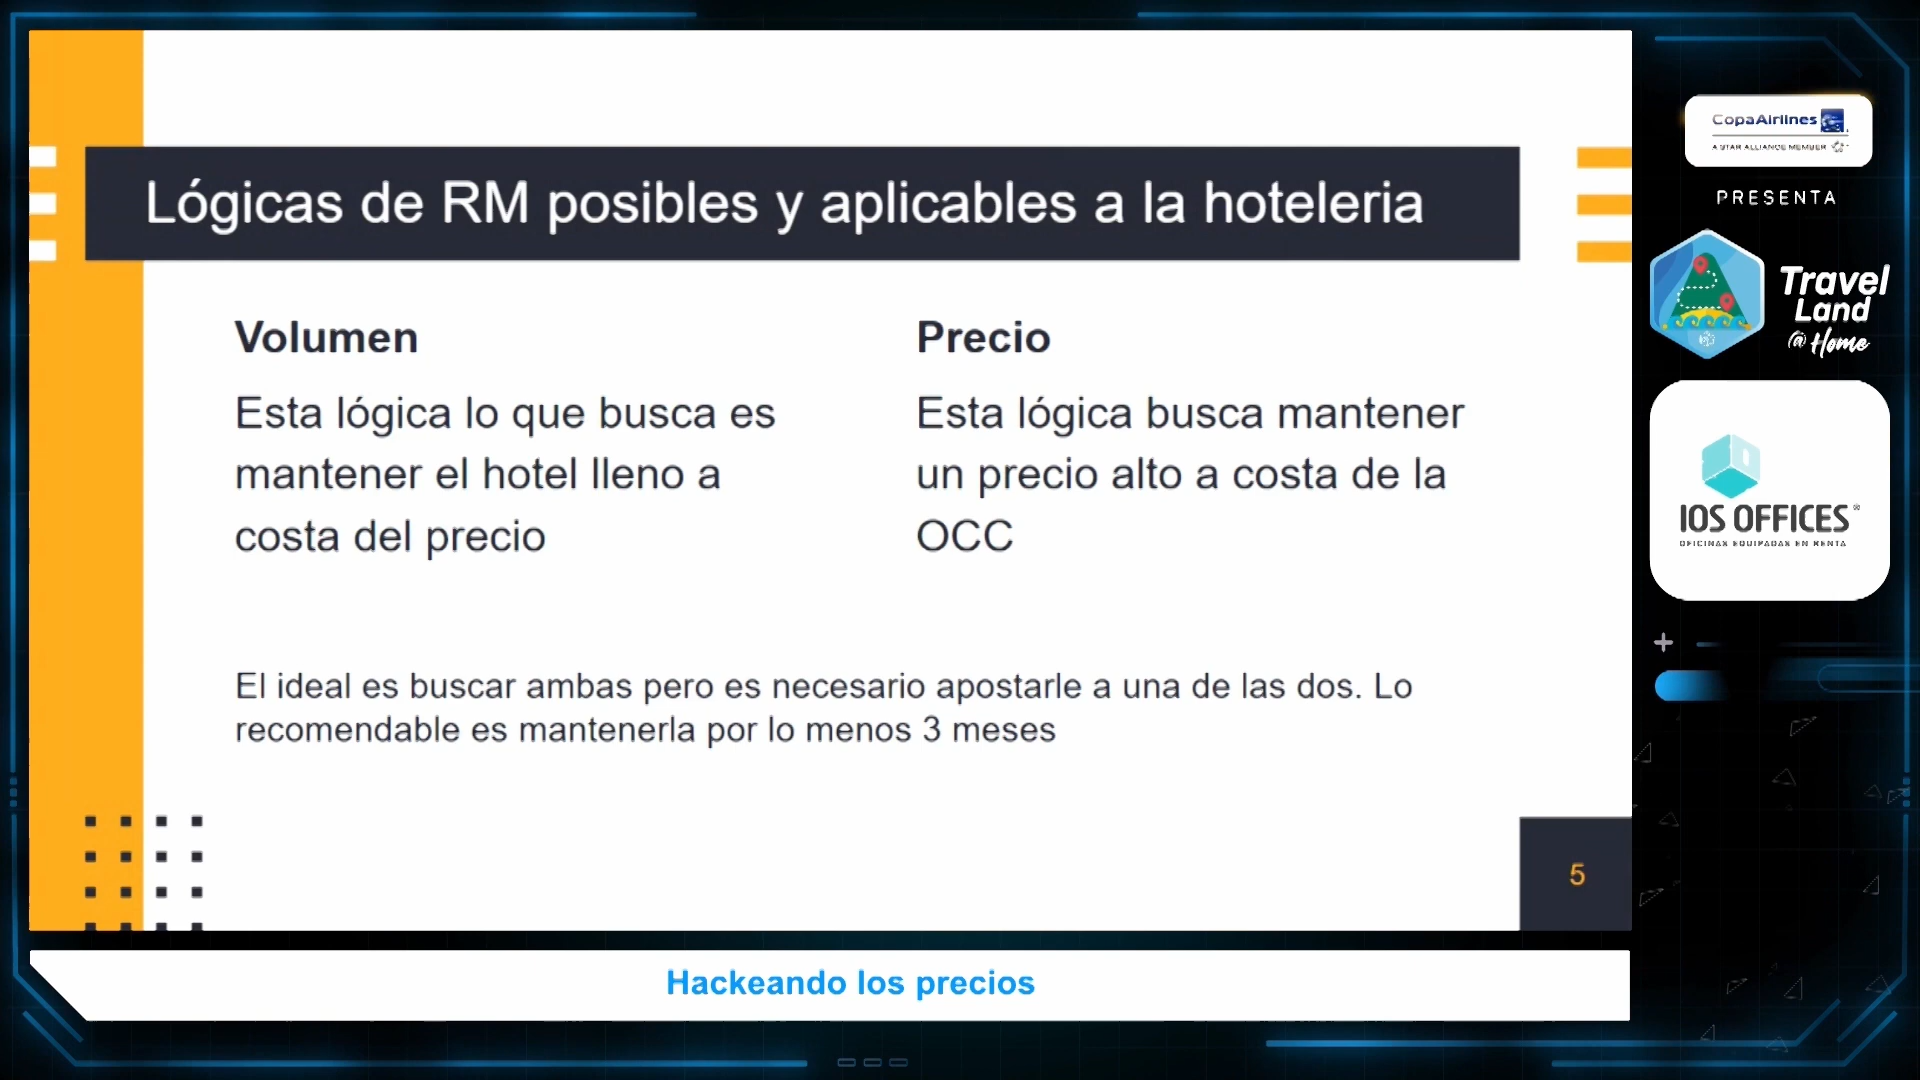 Lógicas de RM posibles y aplicables a la hoteleria
Volumen
Esta lógica lo que busca es
mantener el hotel lleno a
costa del precio
Precio
Esta lógica busca mantener
un precio alto a costa de la
OCC
El ideal es buscar ambas pero es necesario apostarle a una de las dos. Lo
recomendable es mantenerla por lo menos 3 meses
5
Hackeando los precios
CopaAirlines
A STAR ALLIANCE MEMBER
PRESENTA
Travel
Land
@ Home
IOS OFFICES®
OFICINAS EQUIPADAS EN RENTA